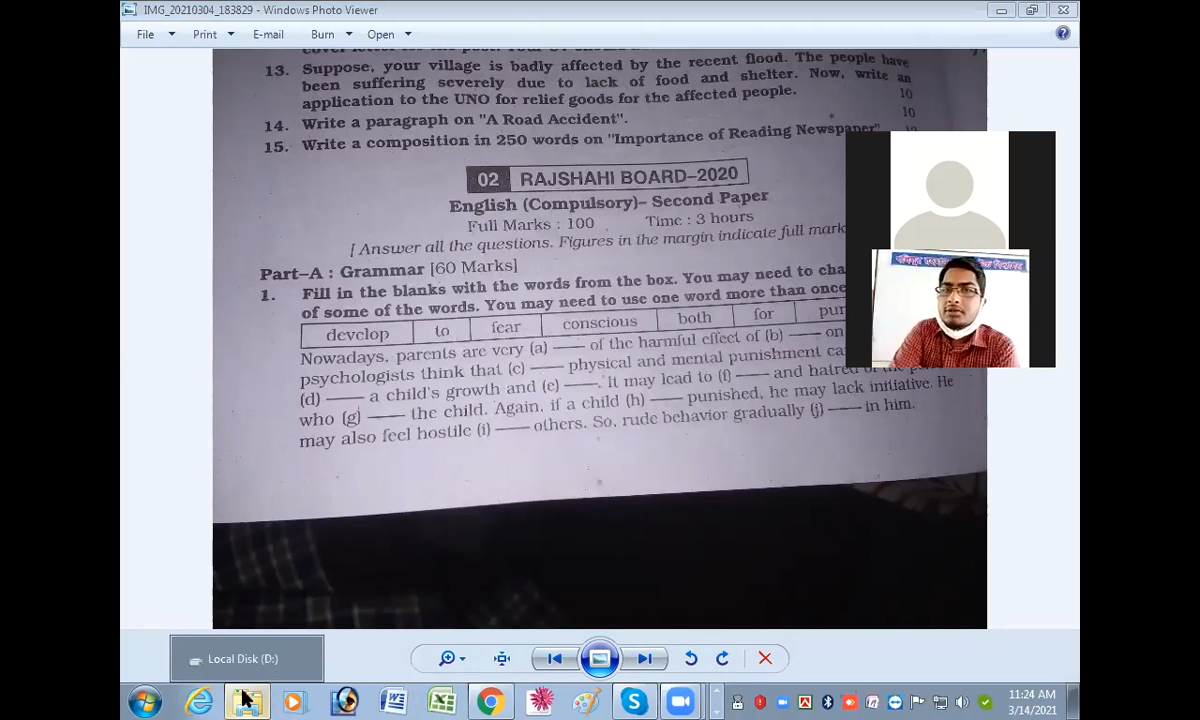 IMG_20210304_183829 - Windows Photo Viewer
File Print E-mail Burn Open
13. Suppose, your village is badly affected by the recent flood. The people have
been suffering severely due to lack of food and shelter. Now, write an
application to the UNO for relief goods for the affected people. 10
14. Write a paragraph on "A Road Accident". 10
15. Write a composition in 250 words on "Importance of Reading Newspaper"
02 RAJSHAHI BOARD–2020
English (Compulsory)– Second Paper
Full Marks : 100 Time : 3 hours
[ Answer all the questions. Figures in the margin indicate full mark
Part–A : Grammar [60 Marks]
1. Fill in the blanks with the words from the box. You may need to cha
of some of the words. You may need to use one word more than once
develop to fear conscious both for pu
Nowadays, parents are very (a) —— of the harmful effect of (b) —— on
psychologists think that (c) —— physical and mental punishment ca
(d) —— a child's growth and (e) ——. It may lead to (f) —— and hatred of the
who (g) —— the child. Again, if a child (h) —— punished, he may lack initiative. He
may also feel hostile (i) —— others. So, rude behavior gradually (j) —— in him.
Local Disk (D:)
11:24 AM
3/14/2021